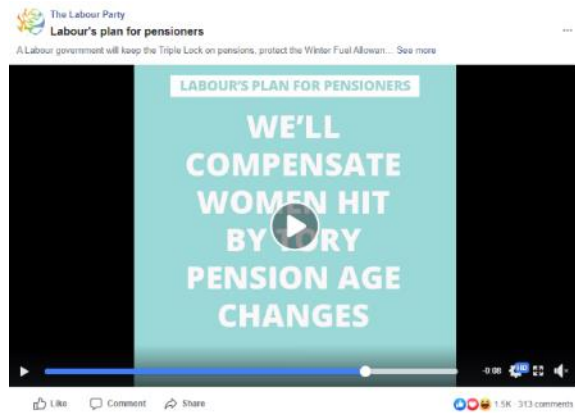 The Labour Party
Labour's plan for pensioners
A Labour government will keep the Triple Lock on pensions, protect the Winter Fuel Allowan... See more
LABOUR'S PLAN FOR PENSIONERS
WE'LL
COMPENSATE
WOMEN HIT
BY TORY
PENSION AGE
CHANGES
-0:08 HD
Like Comment Share 1.5K · 313 comments